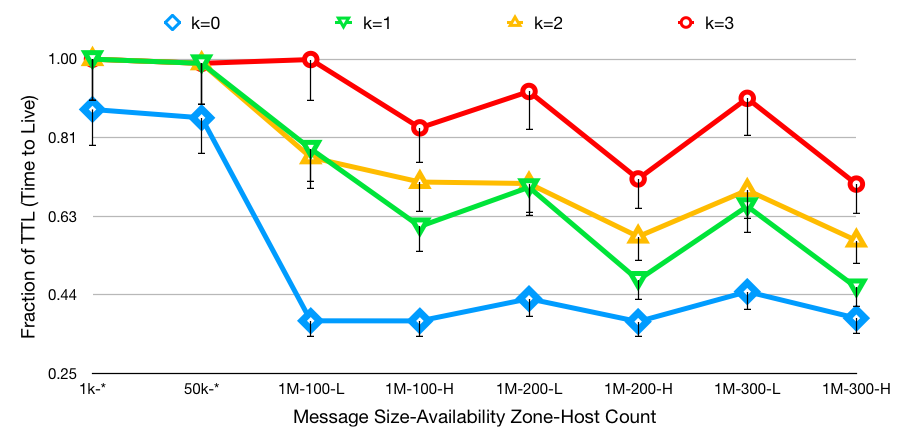 k=0 k=1 k=2 k=3
1.00
0.81
0.63
0.44
0.25
Fraction of TTL (Time to Live)
1k-* 50k-* 1M-100-L 1M-100-H 1M-200-L 1M-200-H 1M-300-L 1M-300-H
Message Size-Availability Zone-Host Count